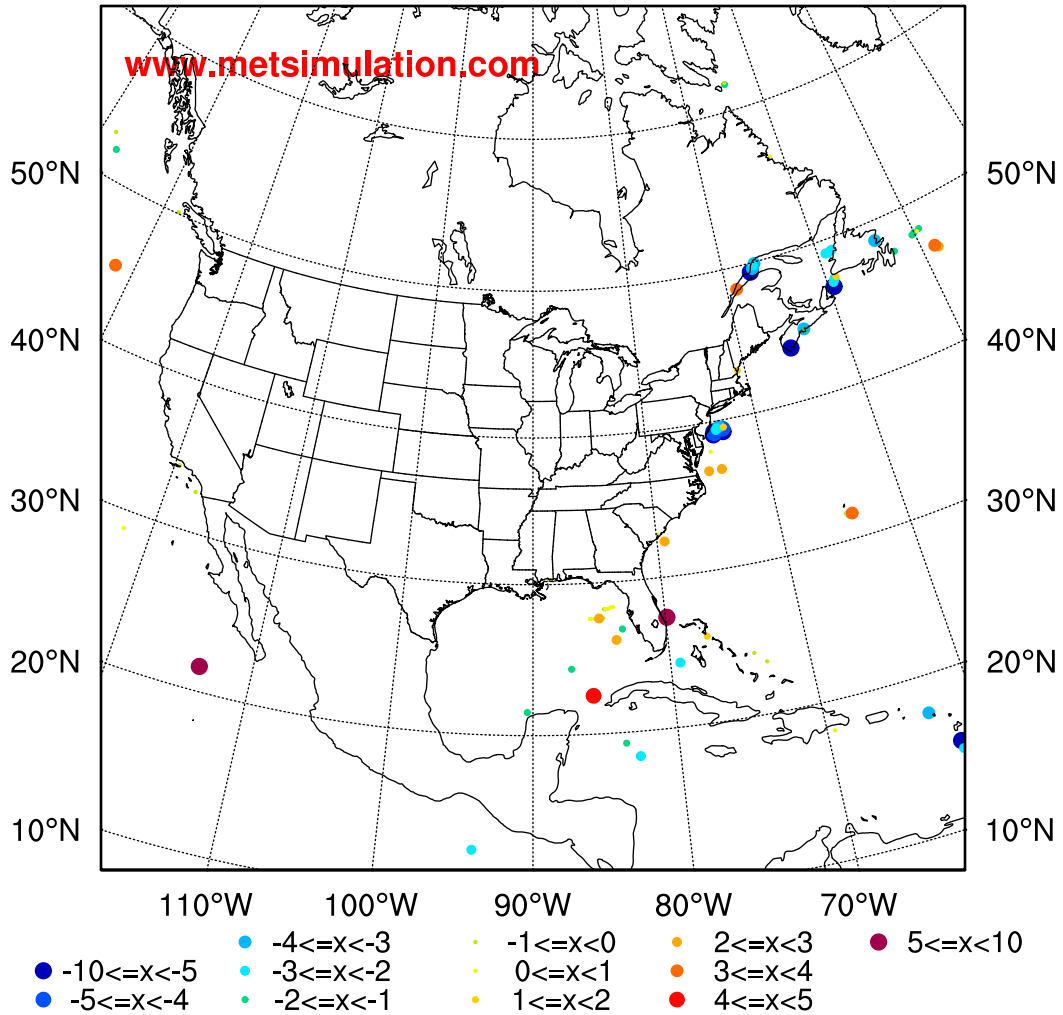 www.metsimulation.com
50°N 50°N
40°N 40°N
30°N 30°N
20°N 20°N
10°N 10°N
110°W 100°W 90°W 80°W 70°W
-4<=x<-3 -1<=x<0 2<=x<3 5<=x<10
-10<=x<-5 -3<=x<-2 0<=x<1 3<=x<4
-5<=x<-4 -2<=x<-1 1<=x<2 4<=x<5